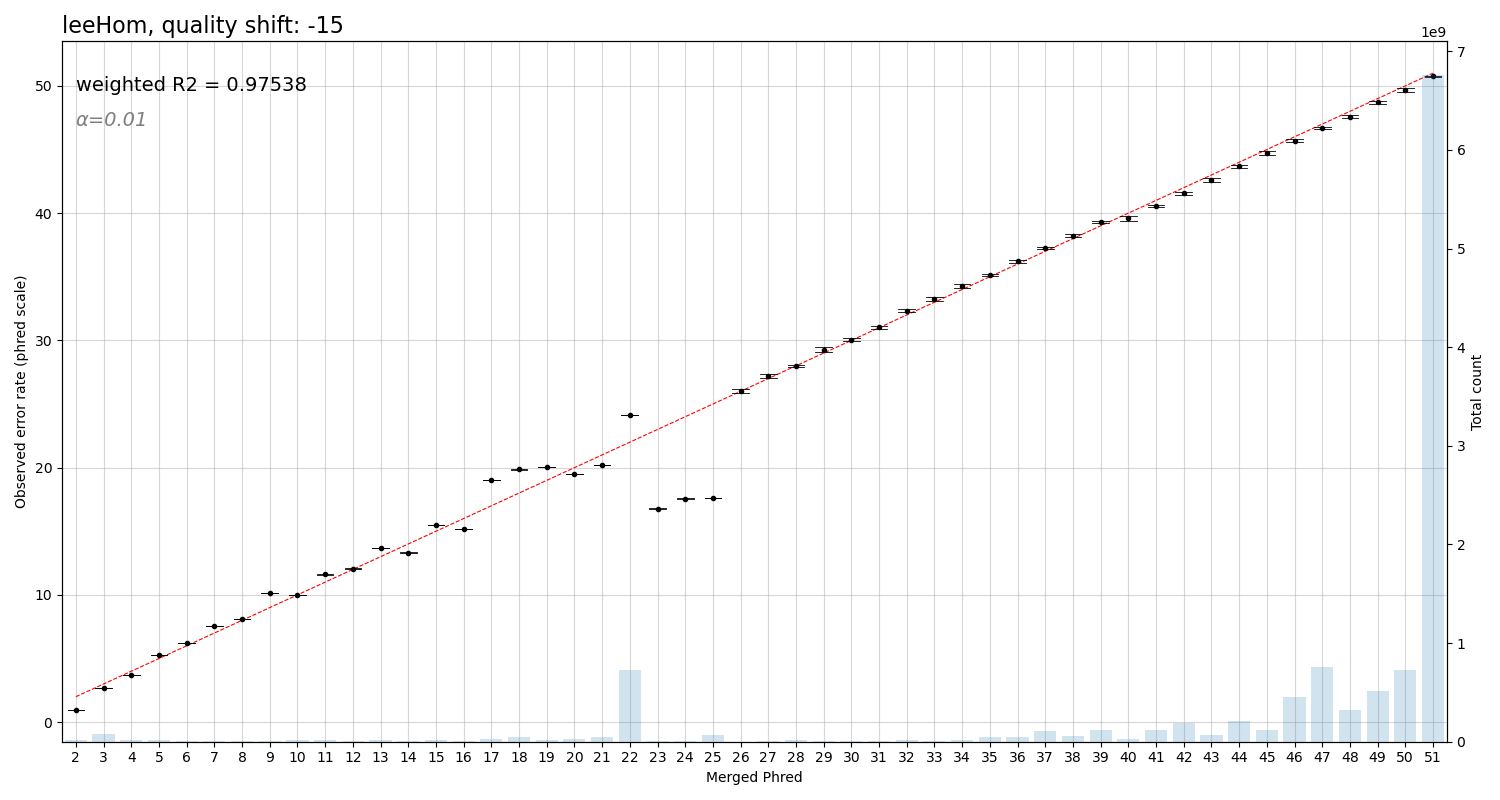 leeHom, quality shift: -15
1e9
weighted R2 = 0.97538
α=0.01
Observed error rate (phred scale)
50
40
30
20
10
0
7
6
5
4
3
2
1
0
Total count
2 3 4 5 6 7 8 9 10 11 12 13 14 15 16 17 18 19 20 21 22 23 24 25 26 27 28 29 30 31 32 33 34 35 36 37 38 39 40 41 42 43 44 45 46 47 48 49 50 51
Merged Phred